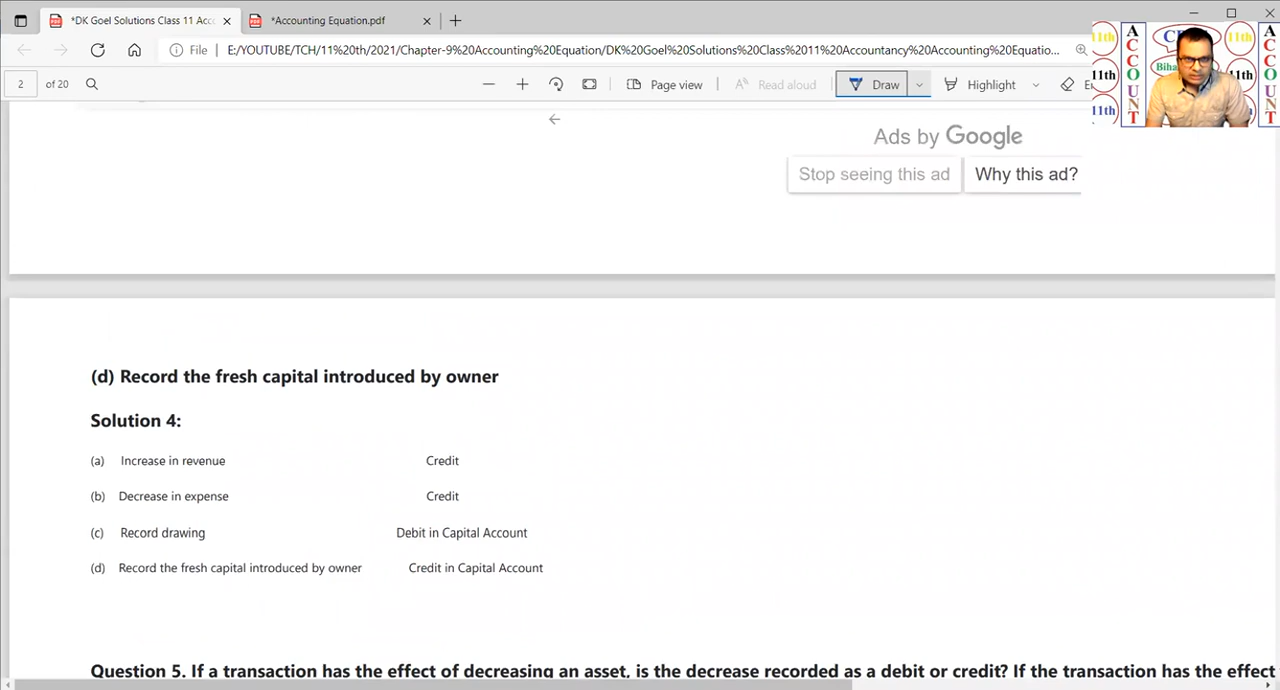 *DK Goel Solutions Class 11 Acc
*Accounting Equation.pdf
File
E:/YOUTUBE/TCH/11%20th/2021/Chapter-9%20Accounting%20Equation/DK%20Goel%20Solutions%20Class%2011%20Accountancy%20Accounting%20Equatio...
2 of 20
Page view
Read aloud
Draw
Highlight
11th
11th
11th
ACCOUNT
Biha
11th
11th
ACCOUNT
Ads by Google
Stop seeing this ad
Why this ad?
(d) Record the fresh capital introduced by owner
Solution 4:
(a) Increase in revenue Credit
(b) Decrease in expense Credit
(c) Record drawing Debit in Capital Account
(d) Record the fresh capital introduced by owner Credit in Capital Account
Question 5. If a transaction has the effect of decreasing an asset, is the decrease recorded as a debit or credit? If the transaction has the effect